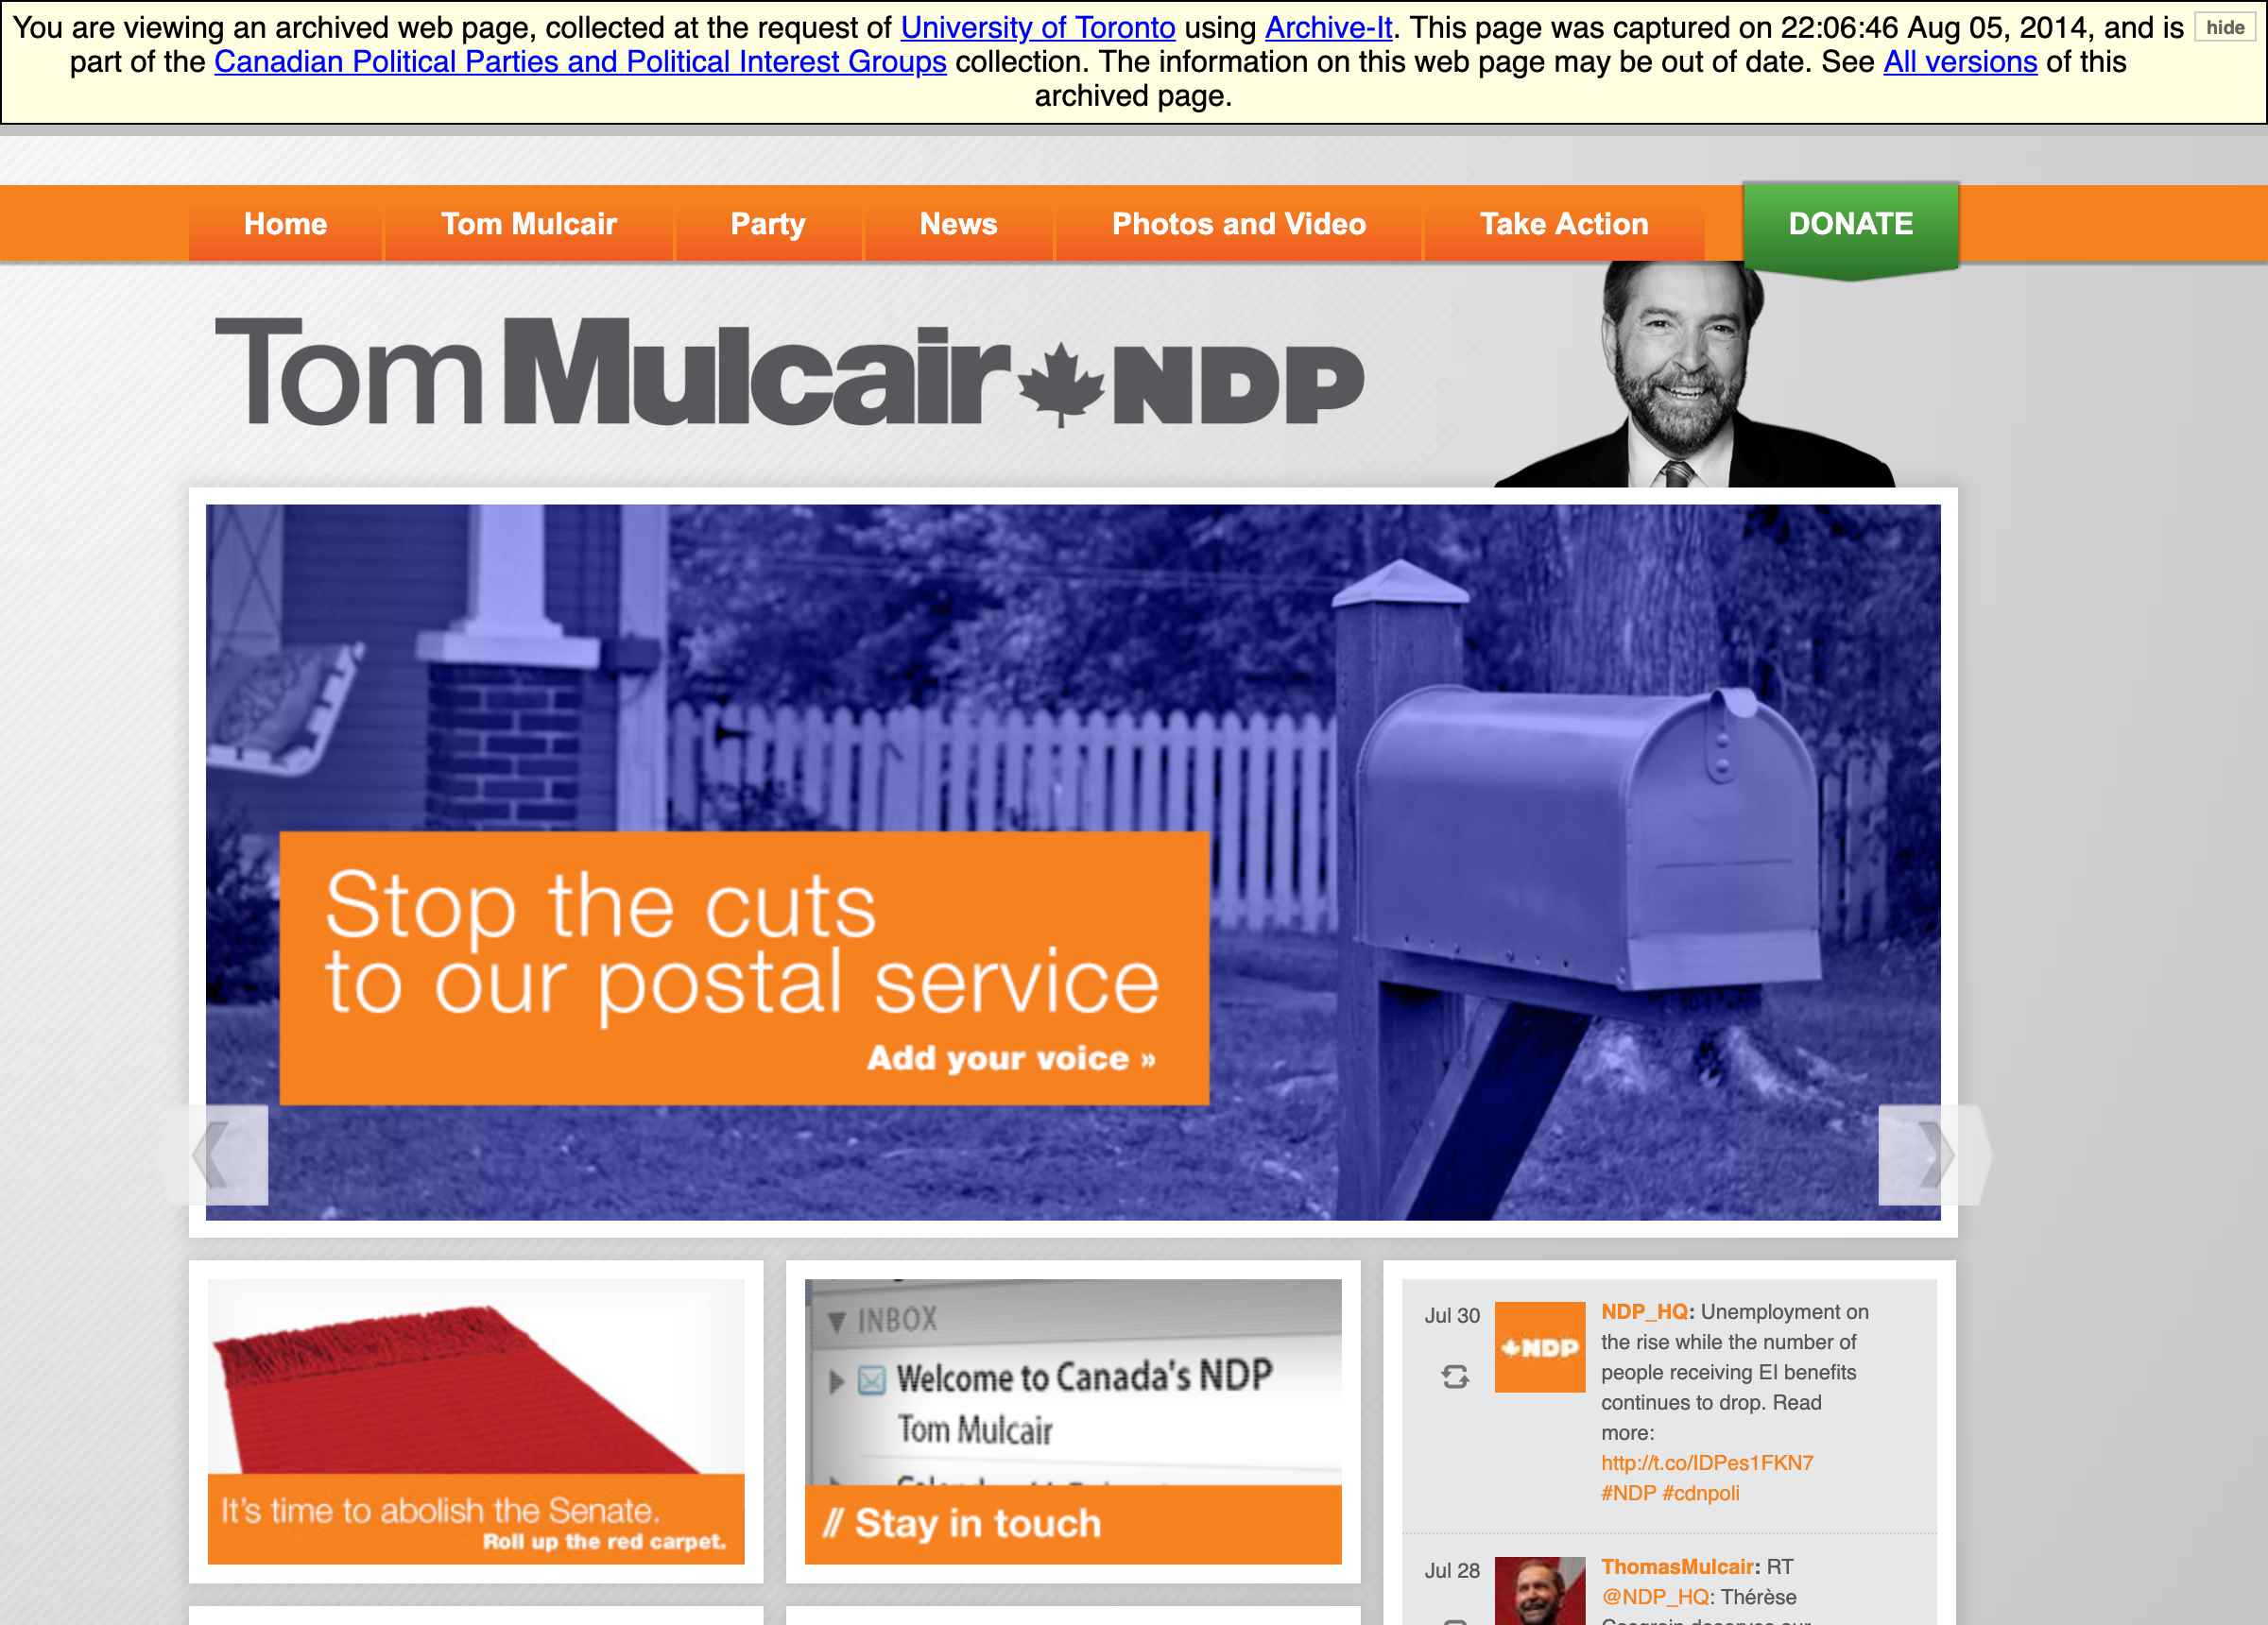 You are viewing an archived web page, collected at the request of University of Toronto using Archive-It. This page was captured on 22:06:46 Aug 05, 2014, and is
hide
part of the Canadian Political Parties and Political Interest Groups collection. The information on this web page may be out of date. See All versions of this
archived page.
Home
Tom Mulcair
Party
News
Photos and Video
Take Action
DONATE
Tom Mulcair NDP
Stop the cuts
to our postal service
Add your voice »
It's time to abolish the Senate.
Roll up the red carpet.
INBOX
Welcome to Canada's NDP
Tom Mulcair
// Stay in touch
Jul 30
NDP
NDP_HQ: Unemployment on
the rise while the number of
people receiving EI benefits
continues to drop. Read
more:
http://t.co/IDPes1FKN7
#NDP #cdnpoli
Jul 28
ThomasMulcair: RT
@NDP_HQ: Thérèse